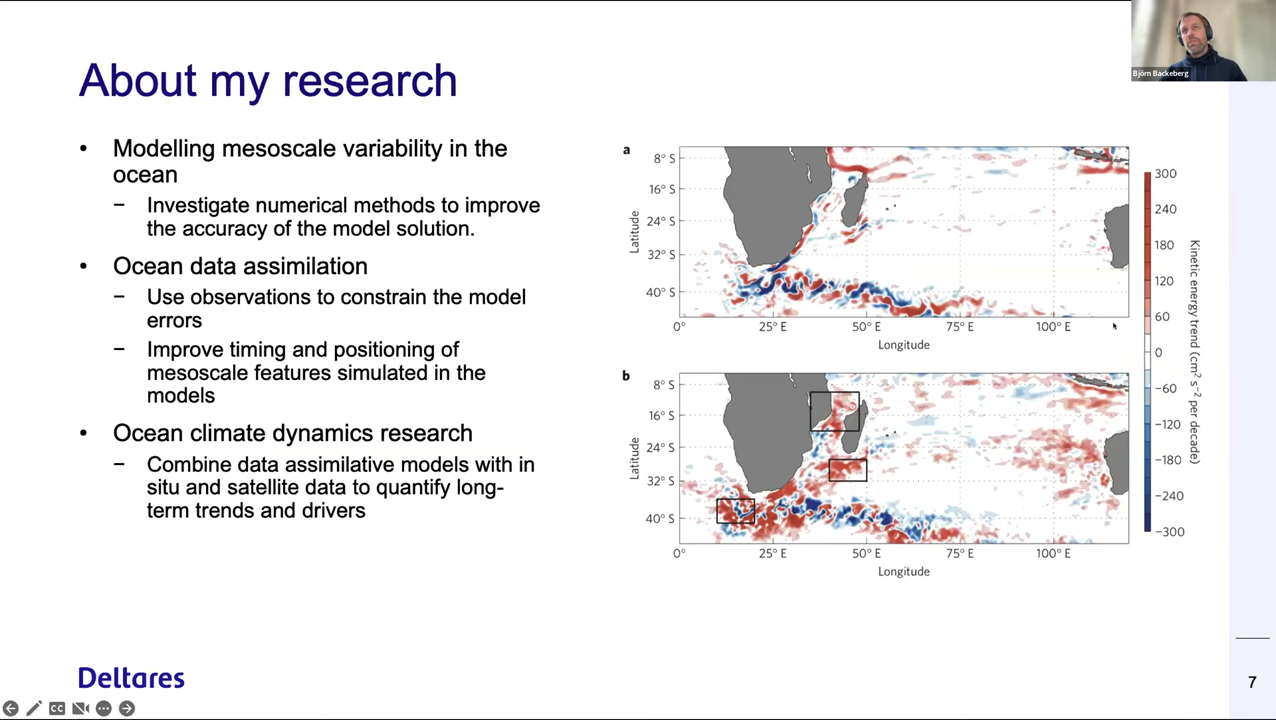 Björn Backeberg
About my research
• Modelling mesoscale variability in the
ocean
– Investigate numerical methods to improve
the accuracy of the model solution.
• Ocean data assimilation
– Use observations to constrain the model
errors
– Improve timing and positioning of
mesoscale features simulated in the
models
• Ocean climate dynamics research
– Combine data assimilative models with in
situ and satellite data to quantify long-
term trends and drivers
a
8° S
16° S
24° S
32° S
40° S
Latitude
0° 25° E 50° E 75° E 100° E
Longitude
b
8° S
16° S
24° S
32° S
40° S
Latitude
0° 25° E 50° E 75° E 100° E
Longitude
300
240
180
120
60
0
−60
−120
−180
−240
−300
Kinetic energy trend (cm² s⁻² per decade)
Deltares
7
CC